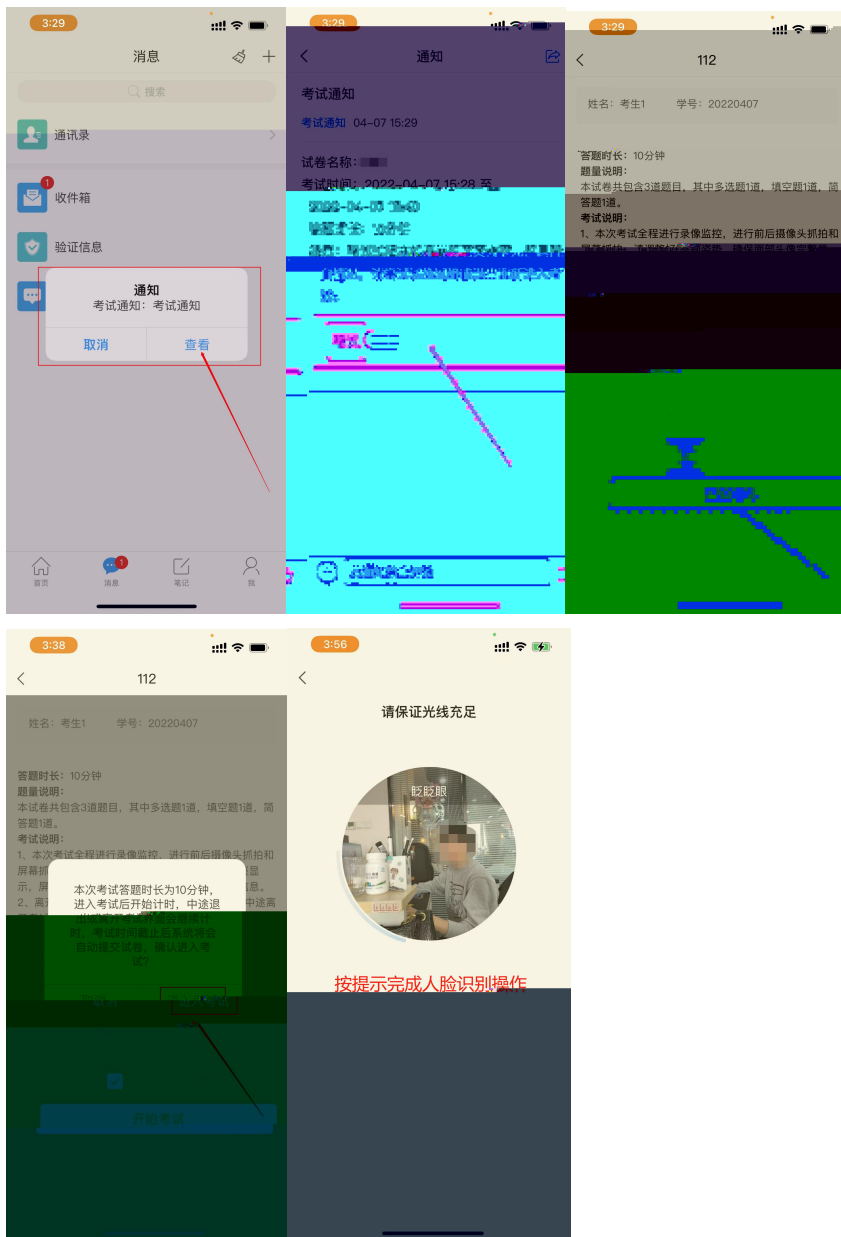 3:29
消息
搜索
通讯录
1
收件箱
验证信息
通知
考试通知：考试通知
取消
查看
首页
1
消息
笔记
我
3:29
通知
考试通知
考试通知 04-07 15:29
试卷名称：
考试时间：2022-04-07 15:28 至
3:29
112
姓名：考生1 学号：20220407
答题时长：10分钟
题量说明：
本试卷共包含3道题目，其中多选题1道，填空题1道，简
答题1道。
考试说明：
1、本次考试全程进行录像监控，进行前后摄像头抓拍和
3:38
112
姓名：考生1 学号：20220407
答题时长：10分钟
题量说明：
本试卷共包含3道题目，其中多选题1道，填空题1道，简
答题1道。
考试说明：
1、本次考试全程进行录像监控，进行前后摄像头抓拍和
屏幕抓
显
示，屏
息。
2、离
中途离
本次考试答题时长为10分钟，
进入考试后开始计时，中途退
时，考试时间截止后系统将会
自动提交试卷，确认进入考
试？
开始考试
3:56
请保证光线充足
眨眨眼
按提示完成人脸识别操作